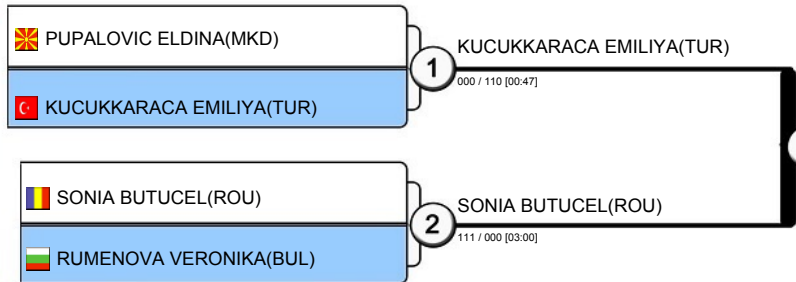 PUPALOVIC ELDINA(MKD)
KUCUKKARACA EMILIYA(TUR)
1
KUCUKKARACA EMILIYA(TUR)
000 / 110 [00:47]
SONIA BUTUCEL(ROU)
RUMENOVA VERONIKA(BUL)
2
SONIA BUTUCEL(ROU)
111 / 000 [03:00]